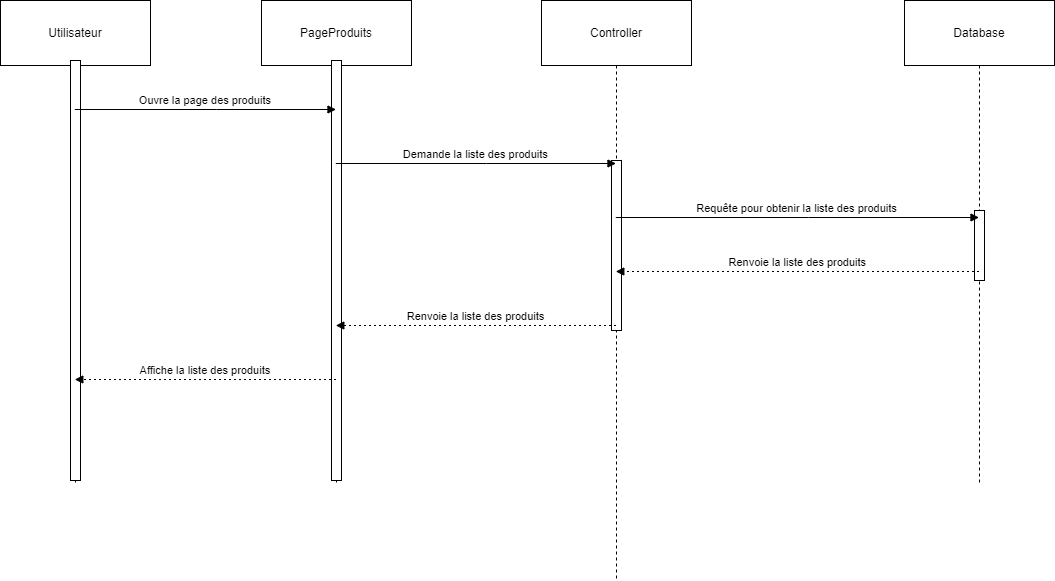 Utilisateur
PageProduits
Controller
Database
Ouvre la page des produits
Demande la liste des produits
Requête pour obtenir la liste des produits
Renvoie la liste des produits
Renvoie la liste des produits
Affiche la liste des produits